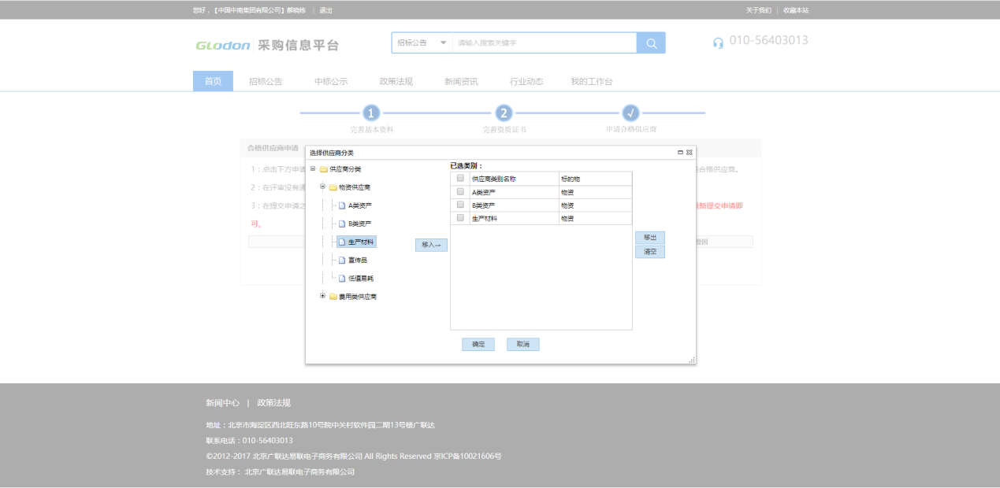 您好，【中国中南集团有限公司】郝晓栋 | 退出
关于我们 | 收藏本站
GLodon 采购信息平台
招标公告 请输入搜索关键字
010-56403013
首页 招标公告 中标公示 政策法规 新闻资讯 行业动态 我的工作台
1 2 √
完善基本资料 完善资质证书 申请合格供应商
合格供应商申请
1：点击下方申请
合格供应商。
2：在评审没有通
3：在提交申请之
新提交申请即
可。
原因
选择供应商分类
供应商分类
物资供应商
A类资产
B类资产
生产材料
宣传品
低值易耗
费用类供应商
移入→
已选类别：
供应商类别名称 标的物
A类资产 物资
B类资产 物资
生产材料 物资
移出
清空
确定 取消
新闻中心 | 政策法规
地址：北京市海淀区西北旺东路10号院中关村软件园二期13号楼广联达
联系电话：010-56403013
©2012-2017 北京广联达易联电子商务有限公司 All Rights Reserved 京ICP备10021606号
技术支持： 北京广联达易联电子商务有限公司